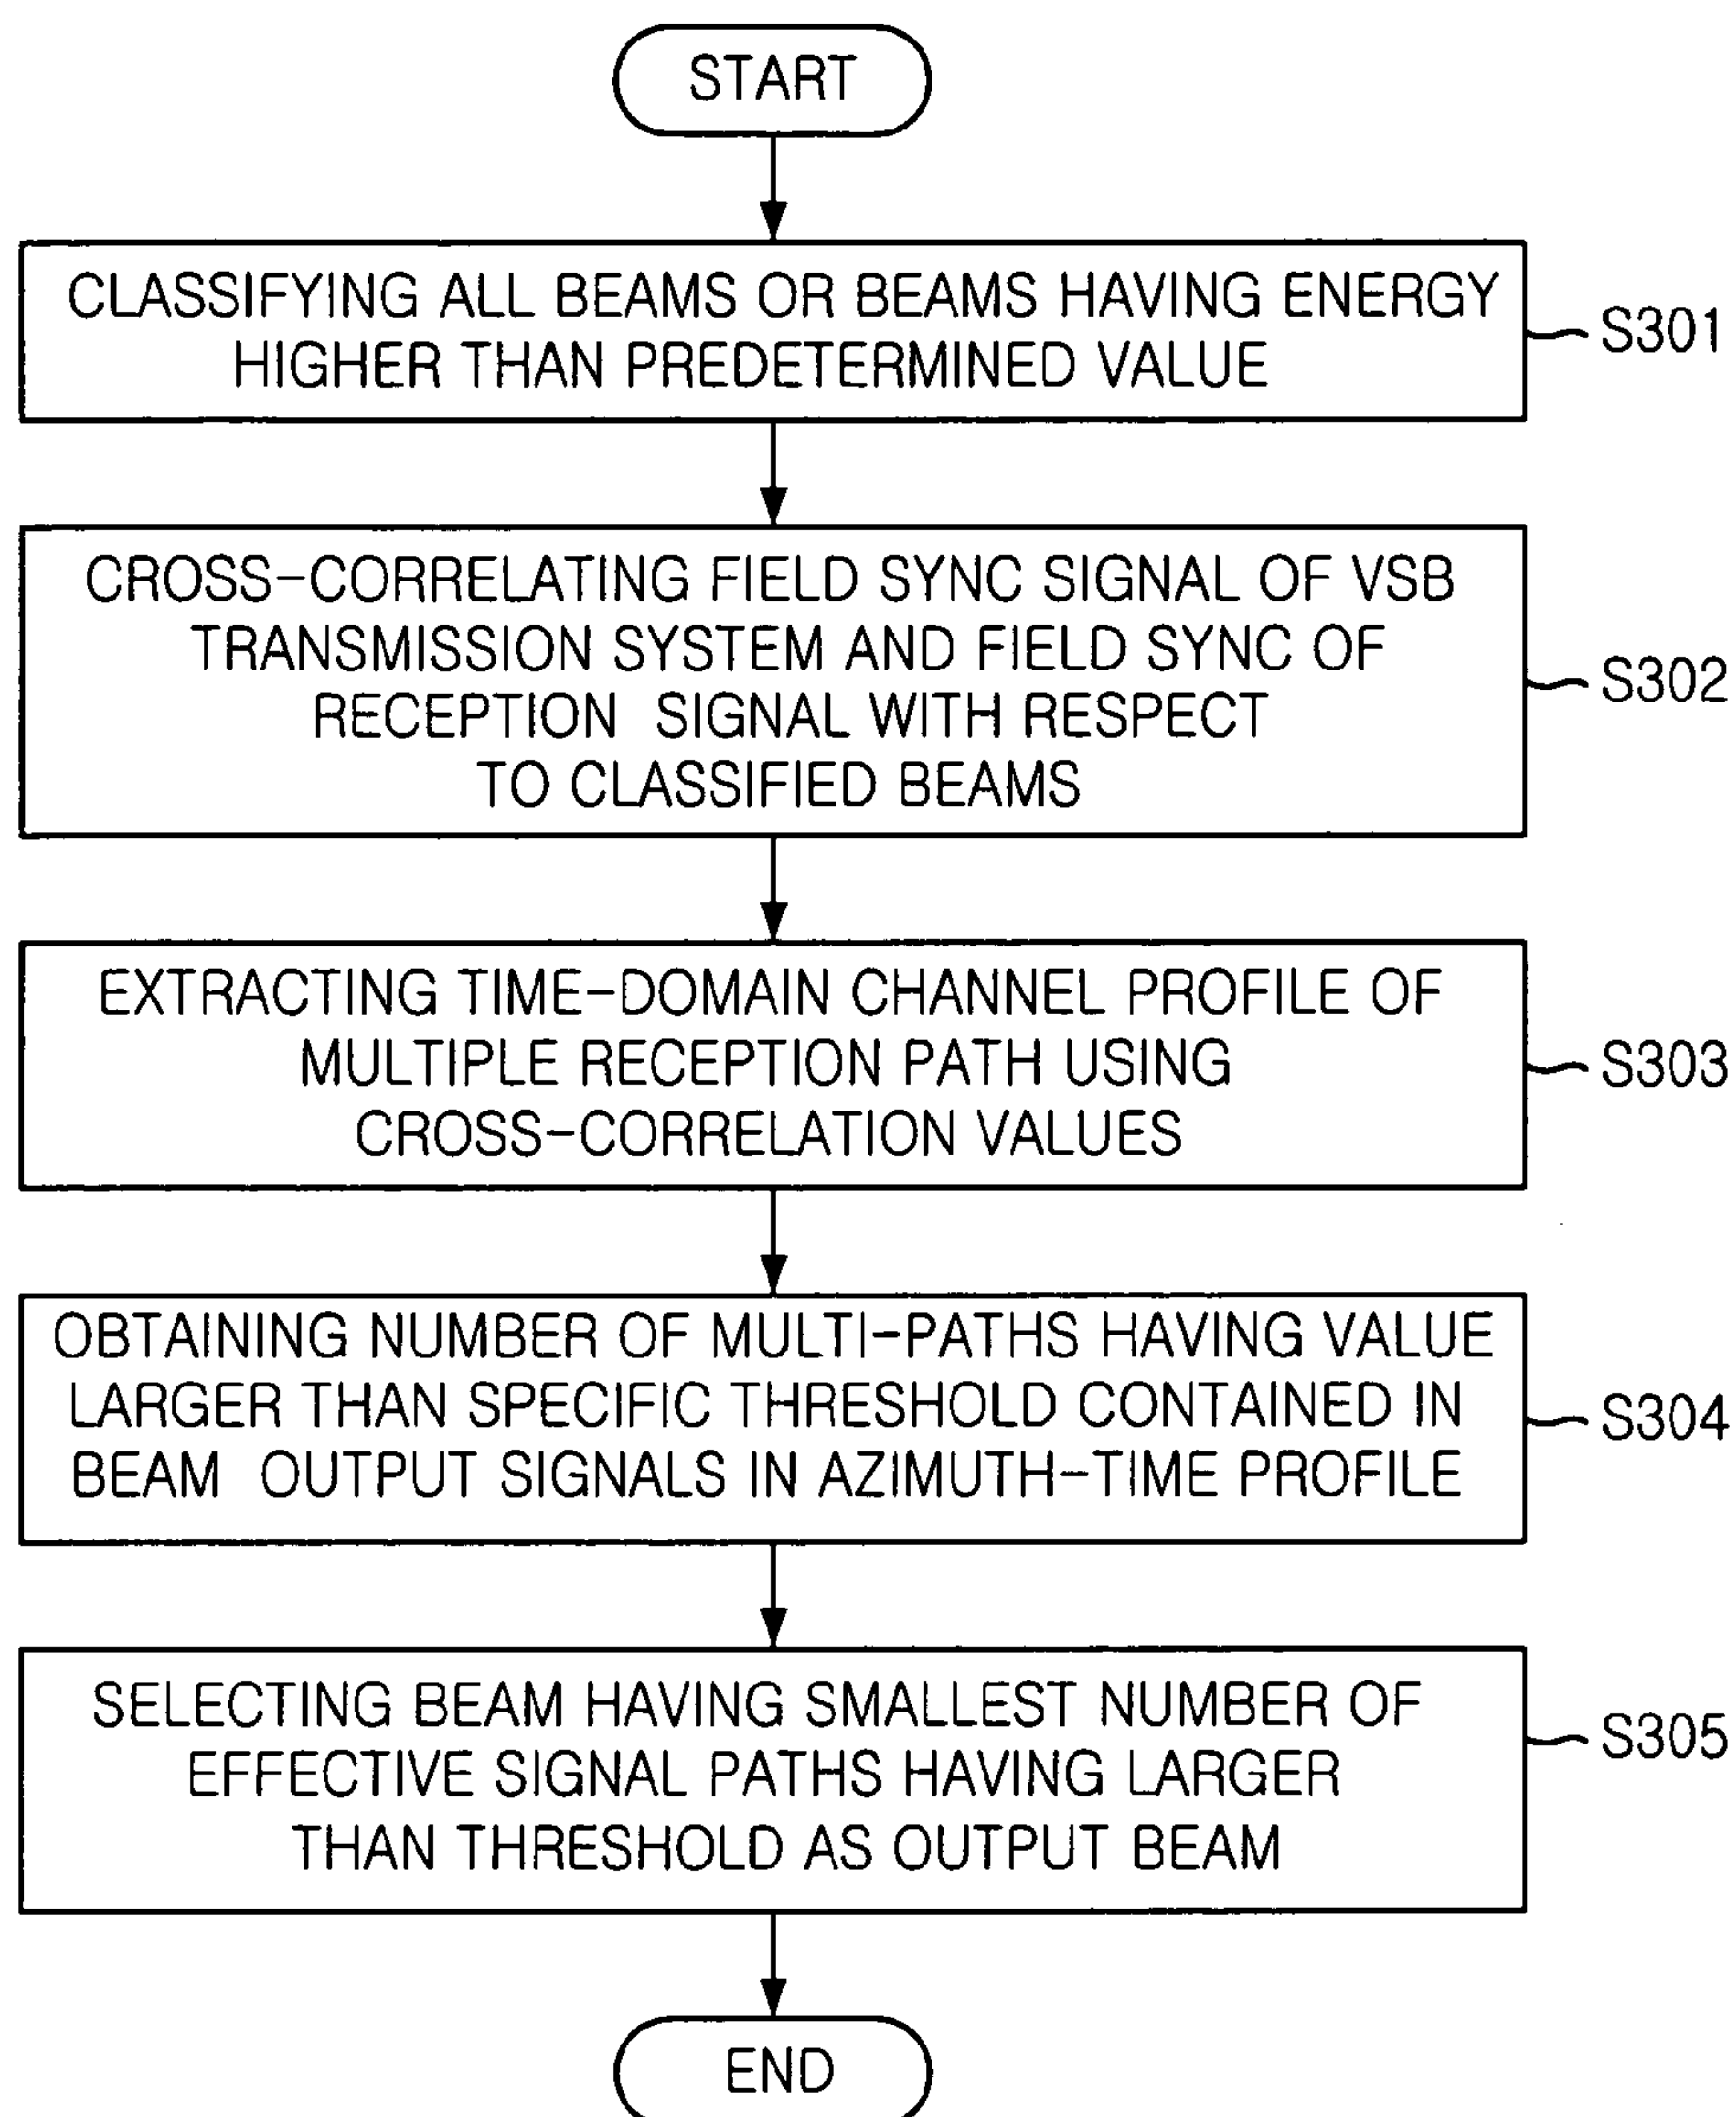 START
CLASSIFYING ALL BEAMS OR BEAMS HAVING ENERGY
HIGHER THAN PREDETERMINED VALUE
S301
CROSS-CORRELATING FIELD SYNC SIGNAL OF VSB
TRANSMISSION SYSTEM AND FIELD SYNC OF
RECEPTION SIGNAL WITH RESPECT
TO CLASSIFIED BEAMS
S302
EXTRACTING TIME-DOMAIN CHANNEL PROFILE OF
MULTIPLE RECEPTION PATH USING
CROSS-CORRELATION VALUES
S303
OBTAINING NUMBER OF MULTI-PATHS HAVING VALUE
LARGER THAN SPECIFIC THRESHOLD CONTAINED IN
BEAM OUTPUT SIGNALS IN AZIMUTH-TIME PROFILE
S304
SELECTING BEAM HAVING SMALLEST NUMBER OF
EFFECTIVE SIGNAL PATHS HAVING LARGER
THAN THRESHOLD AS OUTPUT BEAM
S305
END